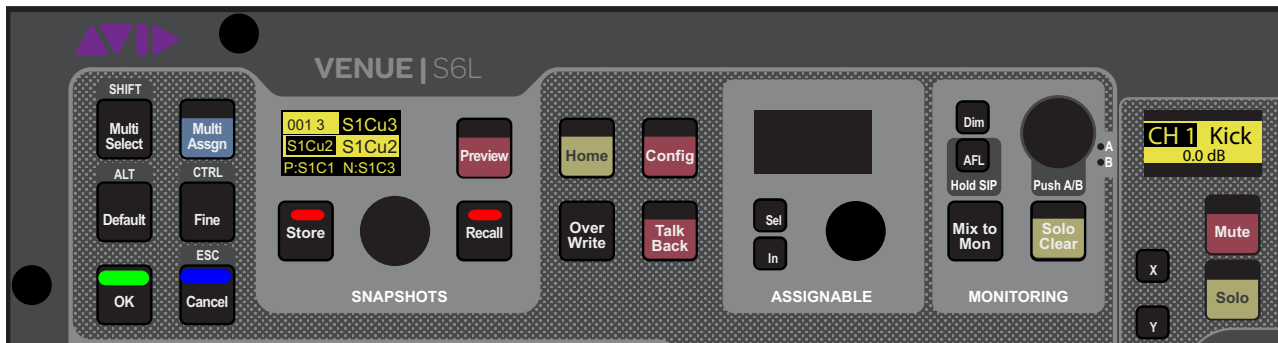 AVID
VENUE | S6L
SHIFT
Multi
Select
Multi
Assgn
ALT
CTRL
Default
Fine
ESC
OK
Cancel
001 3 S1Cu3
S1Cu2 S1Cu2
P:S1C1 N:S1C3
Preview
Store
Recall
SNAPSHOTS
Home
Config
Over
Write
Talk
Back
Sel
In
ASSIGNABLE
Dim
AFL
Hold SIP
A
B
Push A/B
Mix to
Mon
Solo
Clear
MONITORING
CH 1 Kick
0.0 dB
Mute
X
Solo
Y